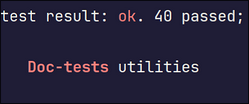 test result: ok. 40 passed;
Doc-tests utilities